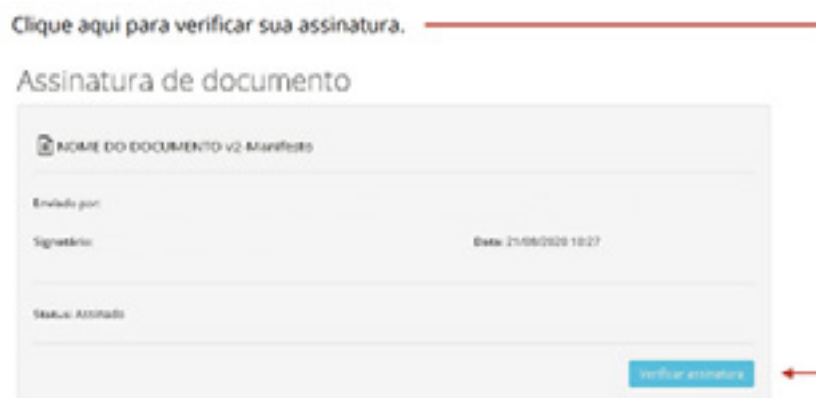 Clique aqui para verificar sua assinatura.
Assinatura de documento
NOME DO DOCUMENTO v2-Manifesto
Enviado por:
Signatário:
Data: 21/08/2020 10:27
Status: Assinado
Verificar assinatura